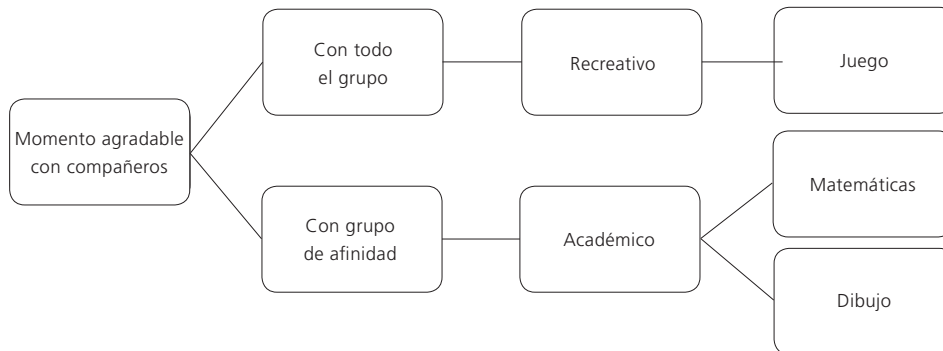 Momento agradable
con compañeros
Con todo
el grupo
Recreativo
Juego
Con grupo
de afinidad
Académico
Matemáticas
Dibujo